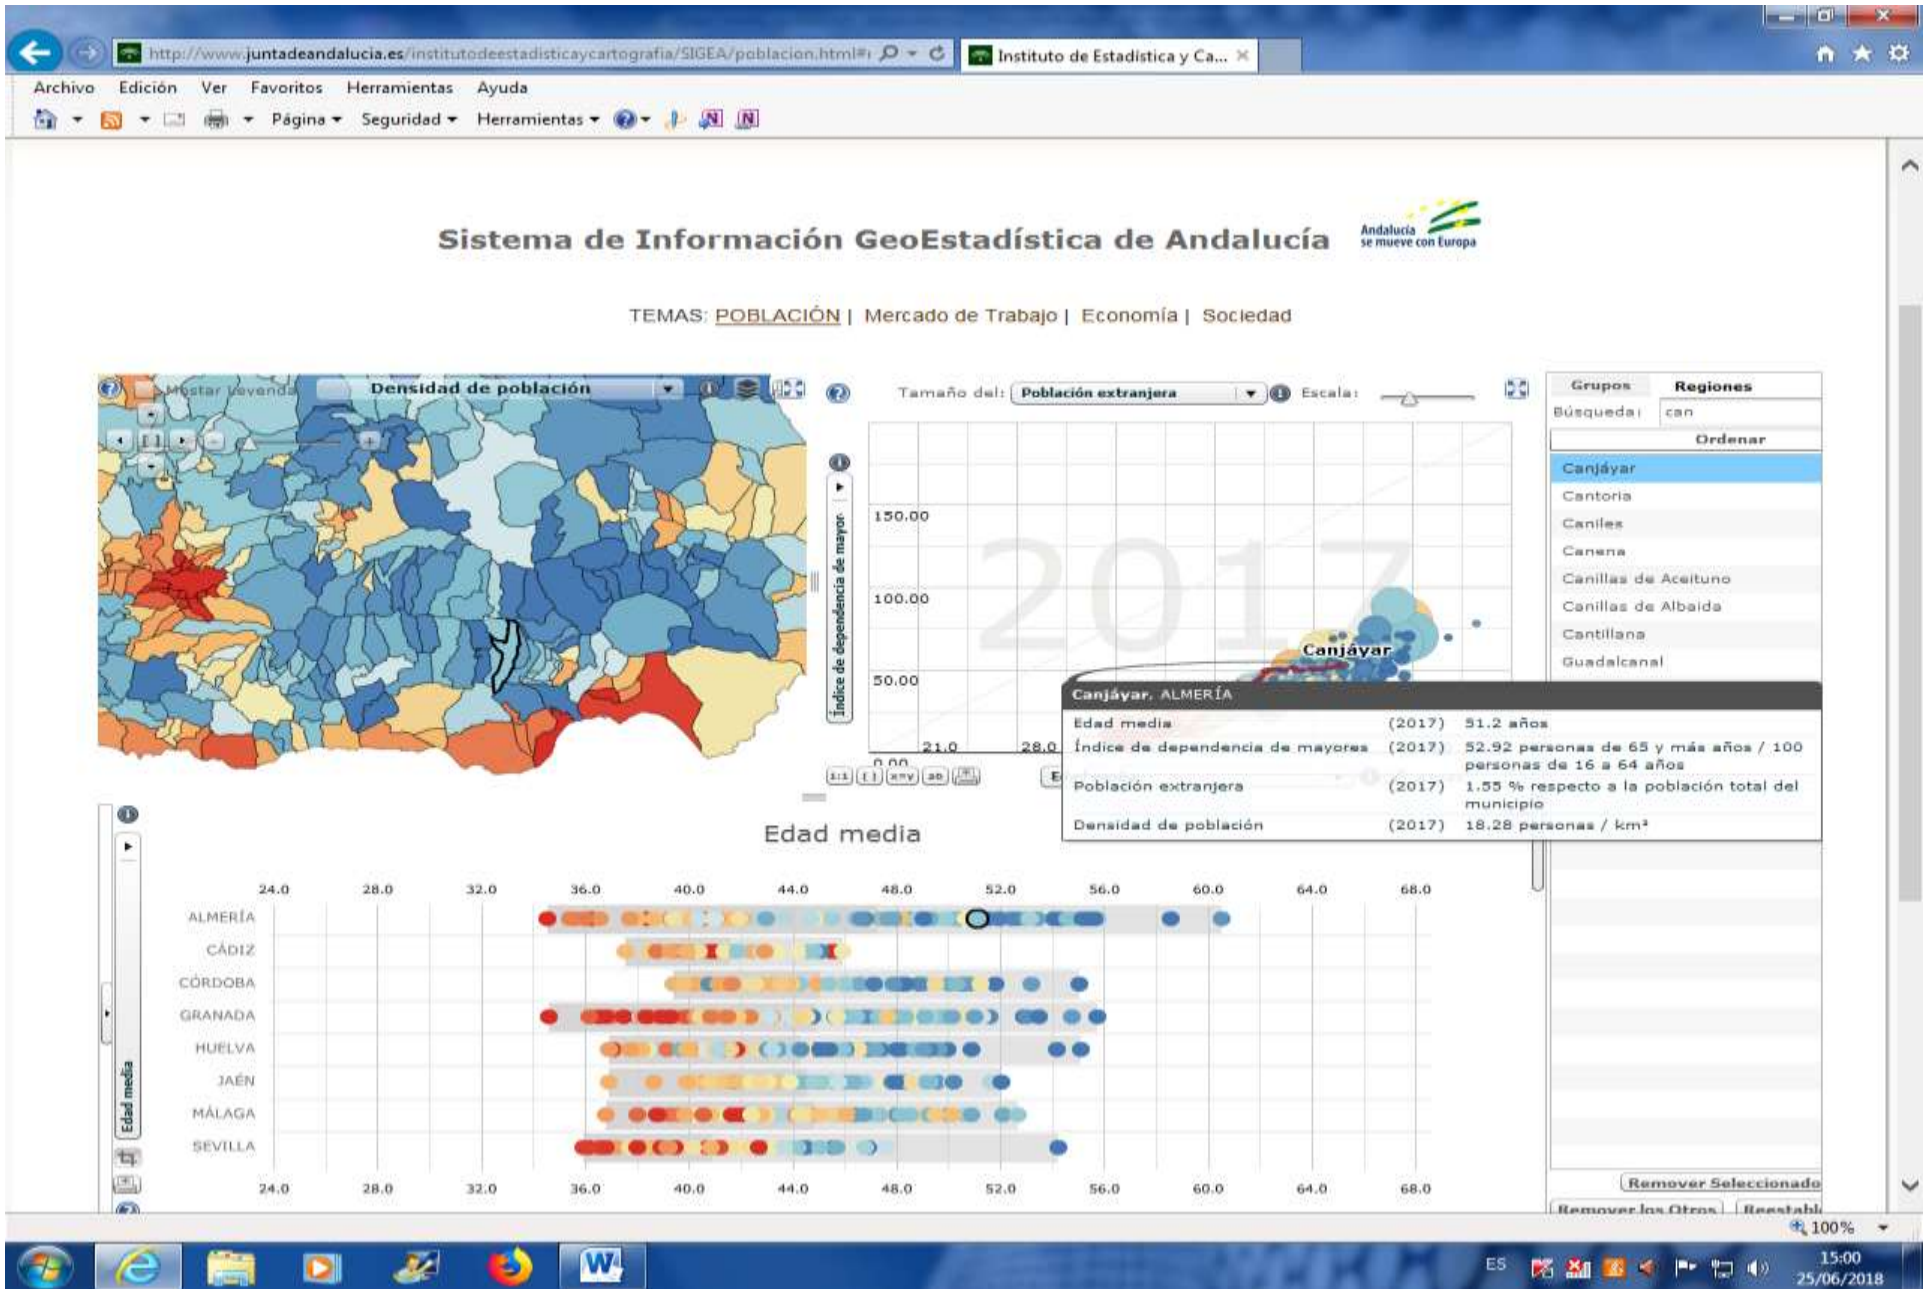 http://www.juntadeandalucia.es/institutodeestadisticaycartografia/SIGEA/poblacion.html#
Instituto de Estadística y Ca...
Archivo Edición Ver Favoritos Herramientas Ayuda
Página Seguridad Herramientas
Sistema de Información GeoEstadística de Andalucía
Andalucía
se mueve con Europa
TEMAS: POBLACIÓN | Mercado de Trabajo | Economía | Sociedad
Mostar Leyenda
Densidad de población
Tamaño del: Población extranjera Escala:
Grupos Regiones
Búsqueda: can
Ordenar
Canjáyar
Cantoria
Caniles
Canena
Canillas de Aceituno
Canillas de Albaida
Cantillana
Guadalcanal
Índice de dependencia de mayor
2017
150.00
100.00
50.00
0.00
21.0 28.0
Canjáyar
1:1 [ ] x=y ab
Canjáyar, ALMERÍA
Edad media (2017) 51.2 años
Índice de dependencia de mayores (2017) 52.92 personas de 65 y más años / 100
personas de 16 a 64 años
Población extranjera (2017) 1.55 % respecto a la población total del
municipio
Densidad de población (2017) 18.28 personas / km²
Edad media
24.0 28.0 32.0 36.0 40.0 44.0 48.0 52.0 56.0 60.0 64.0 68.0
ALMERÍA
CÁDIZ
CÓRDOBA
GRANADA
HUELVA
JAÉN
MÁLAGA
SEVILLA
Edad media
24.0 28.0 32.0 36.0 40.0 44.0 48.0 52.0 56.0 60.0 64.0 68.0
Remover Seleccionado
Remover los Otros Reestabl
100%
ES
15:00
25/06/2018